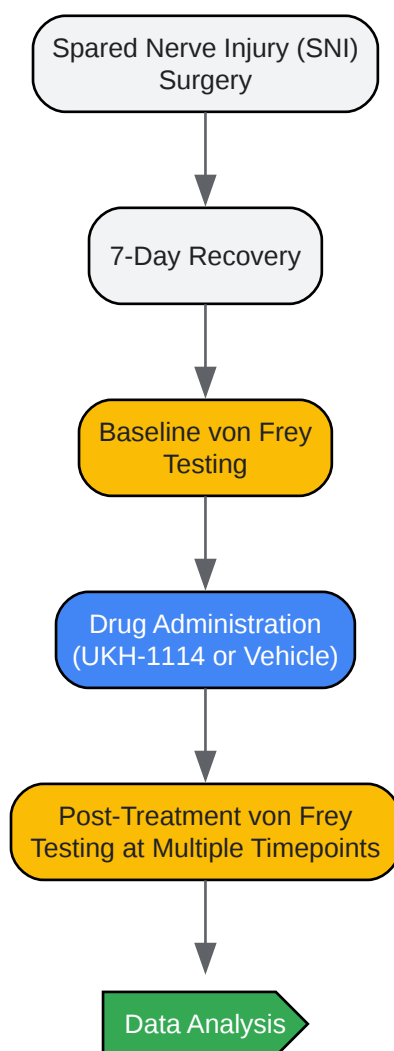 Spared Nerve Injury (SNI)
Surgery
7-Day Recovery
Baseline von Frey
Testing
Drug Administration
(UKH-1114 or Vehicle)
Post-Treatment von Frey
Testing at Multiple Timepoints
Data Analysis